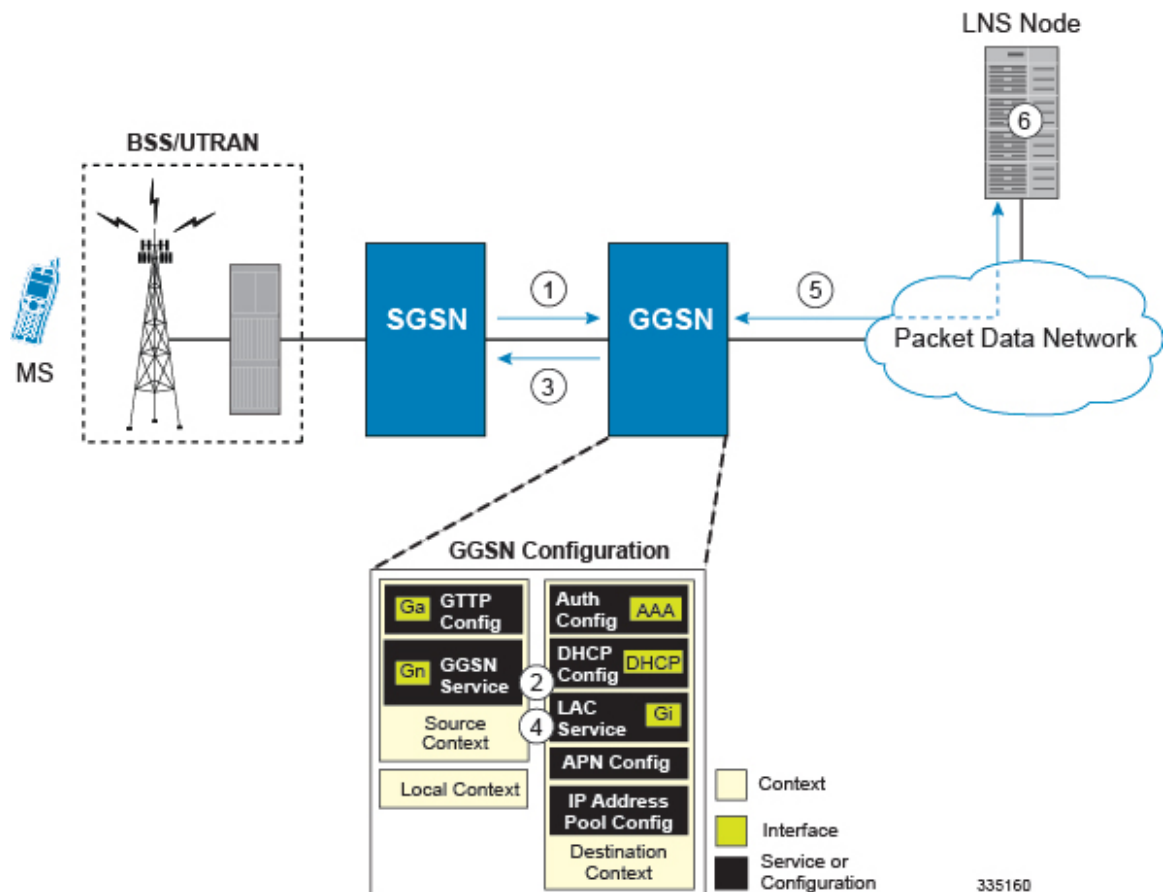 LNS Node
6
BSS/UTRAN
MS
SGSN
1
3
GGSN
5
Packet Data Network
GGSN Configuration
Ga
GTTP
Config
Gn
GGSN
Service
Source
Context
Local Context
2
4
Auth
Config
AAA
DHCP
Config
DHCP
LAC
Service
Gi
APN Config
IP Address
Pool Config
Destination
Context
Context
Interface
Service or
Configuration
335160